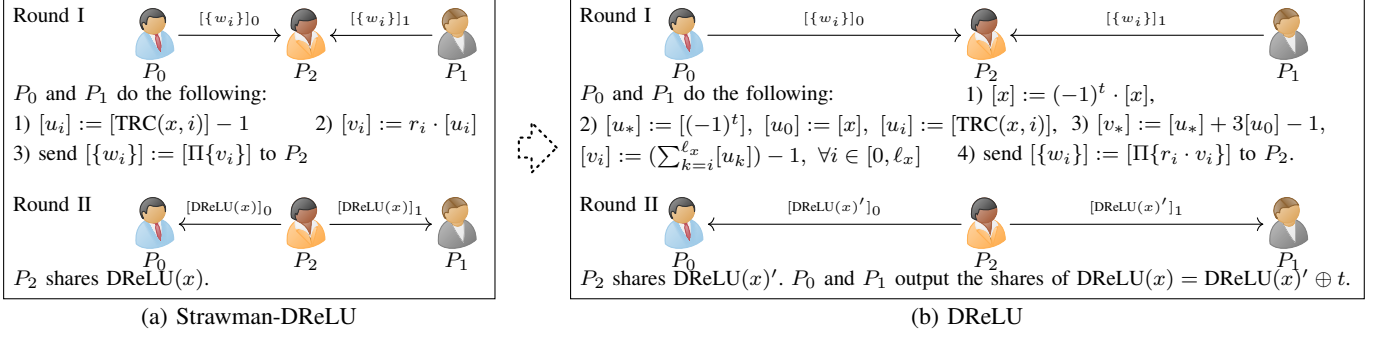 Round I
[{w_i}]_0
[{w_i}]_1
P_0
P_2
P_1
P_0 and P_1 do the following:
1) [u_i] := [TRC(x, i)] − 1 2) [v_i] := r_i · [u_i]
3) send [{w_i}] := [Π{v_i}] to P_2
Round II
[DReLU(x)]_0
[DReLU(x)]_1
P_0
P_2
P_1
P_2 shares DReLU(x).
(a) Strawman-DReLU
Round I
[{w_i}]_0
[{w_i}]_1
P_0
P_2
P_1
P_0 and P_1 do the following: 1) [x] := (−1)^t · [x],
2) [u_*] := [(−1)^t], [u_0] := [x], [u_i] := [TRC(x, i)], 3) [v_*] := [u_*] + 3[u_0] − 1,
[v_i] := (∑_{k=i}^{ℓ_x} [u_k]) − 1, ∀i ∈ [0, ℓ_x] 4) send [{w_i}] := [Π{r_i · v_i}] to P_2.
Round II
[DReLU(x)′]_0
[DReLU(x)′]_1
P_0
P_2
P_1
P_2 shares DReLU(x)′. P_0 and P_1 output the shares of DReLU(x) = DReLU(x)′ ⊕ t.
(b) DReLU